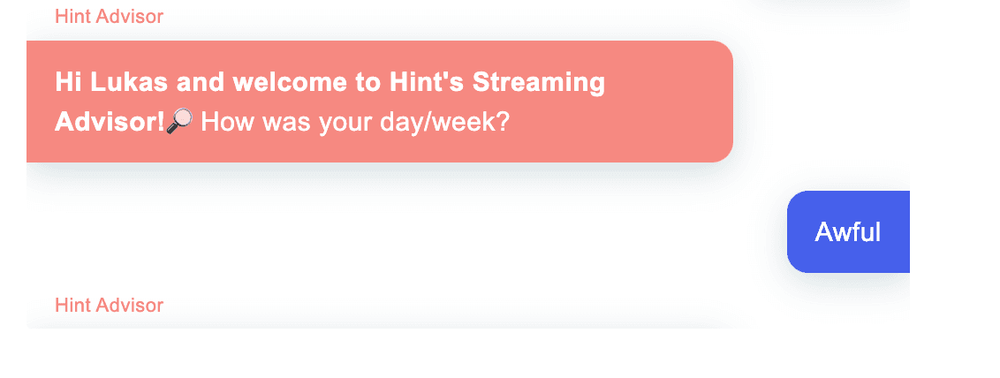 Hint Advisor
Hi Lukas and welcome to Hint's Streaming
Advisor!🔎 How was your day/week?
Awful
Hint Advisor